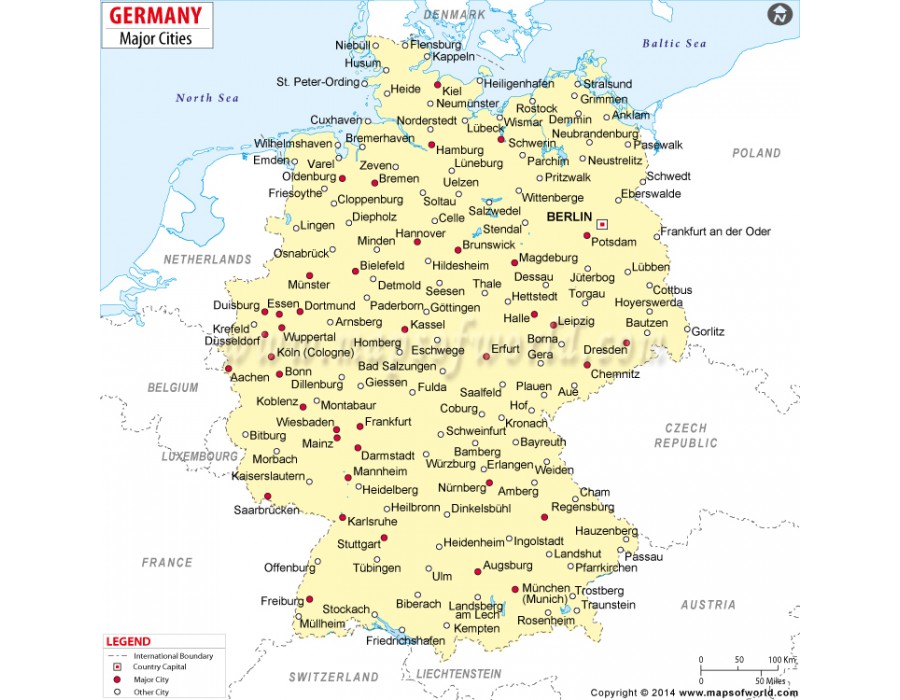 GERMANY
Major Cities
DENMARK
N
Baltic Sea
North Sea
Niebüll
Flensburg
Kappeln
Husum
St. Peter-Ording
Heide
Kiel
Heiligenhafen
Stralsund
Grimmen
Neumünster
Rostock
Demmin
Anklam
Cuxhaven
Norderstedt
Lübeck
Wismar
Neubrandenburg
Wilhelmshaven
Bremerhaven
Hamburg
Schwerin
Pasewalk
POLAND
Emden
Varel
Zeven
Lüneburg
Parchim
Neustrelitz
Oldenburg
Bremen
Uelzen
Pritzwalk
Schwedt
Friesoythe
Cloppenburg
Soltau
Salzwedel
Wittenberge
Eberswalde
Lingen
Diepholz
Celle
Stendal
BERLIN
Frankfurt an der Oder
Osnabrück
Minden
Hannover
Brunswick
Potsdam
NETHERLANDS
Münster
Bielefeld
Hildesheim
Magdeburg
Lübben
Detmold
Seesen
Thale
Dessau
Jüterbog
Cottbus
Duisburg
Essen
Dortmund
Paderborn
Göttingen
Hettstedt
Torgau
Hoyerswerda
Krefeld
Düsseldorf
Wuppertal
Arnsberg
Kassel
Halle
Leipzig
Bautzen
Gorlitz
www.mapsofworld.com
Köln (Cologne)
Homberg
Eschwege
Erfurt
Borna
Gera
Dresden
Aachen
Bonn
Dillenburg
Bad Salzungen
Chemnitz
BELGIUM
Giessen
Fulda
Saalfeld
Plauen
Aue
Koblenz
Montabaur
Coburg
Hof
Wiesbaden
Frankfurt
Kronach
CZECH
REPUBLIC
Bitburg
Mainz
Schweinfurt
Bayreuth
LUXEMBOURG
Morbach
Darmstadt
Bamberg
Kaiserslautern
Mannheim
Würzburg
Erlangen
Weiden
Heidelberg
Nürnberg
Amberg
Cham
Saarbrücken
Heilbronn
Dinkelsbühl
Regensburg
Karlsruhe
Hauzenberg
Stuttgart
Heidenheim
Ingolstadt
Landshut
Passau
FRANCE
Offenburg
Tübingen
Ulm
Augsburg
Pfarrkirchen
München
(Munich)
Trostberg
Freiburg
Stockach
Biberach
Landsberg
am Lech
Traunstein
AUSTRIA
Müllheim
Friedrichshafen
Kempten
Rosenheim
LEGEND
International Boundary
Country Capital
Major City
Other City
SWITZERLAND
LIECHTENSTEIN
0 50 100 Km
0 50 Miles
Copyright © 2014 www.mapsofworld.com